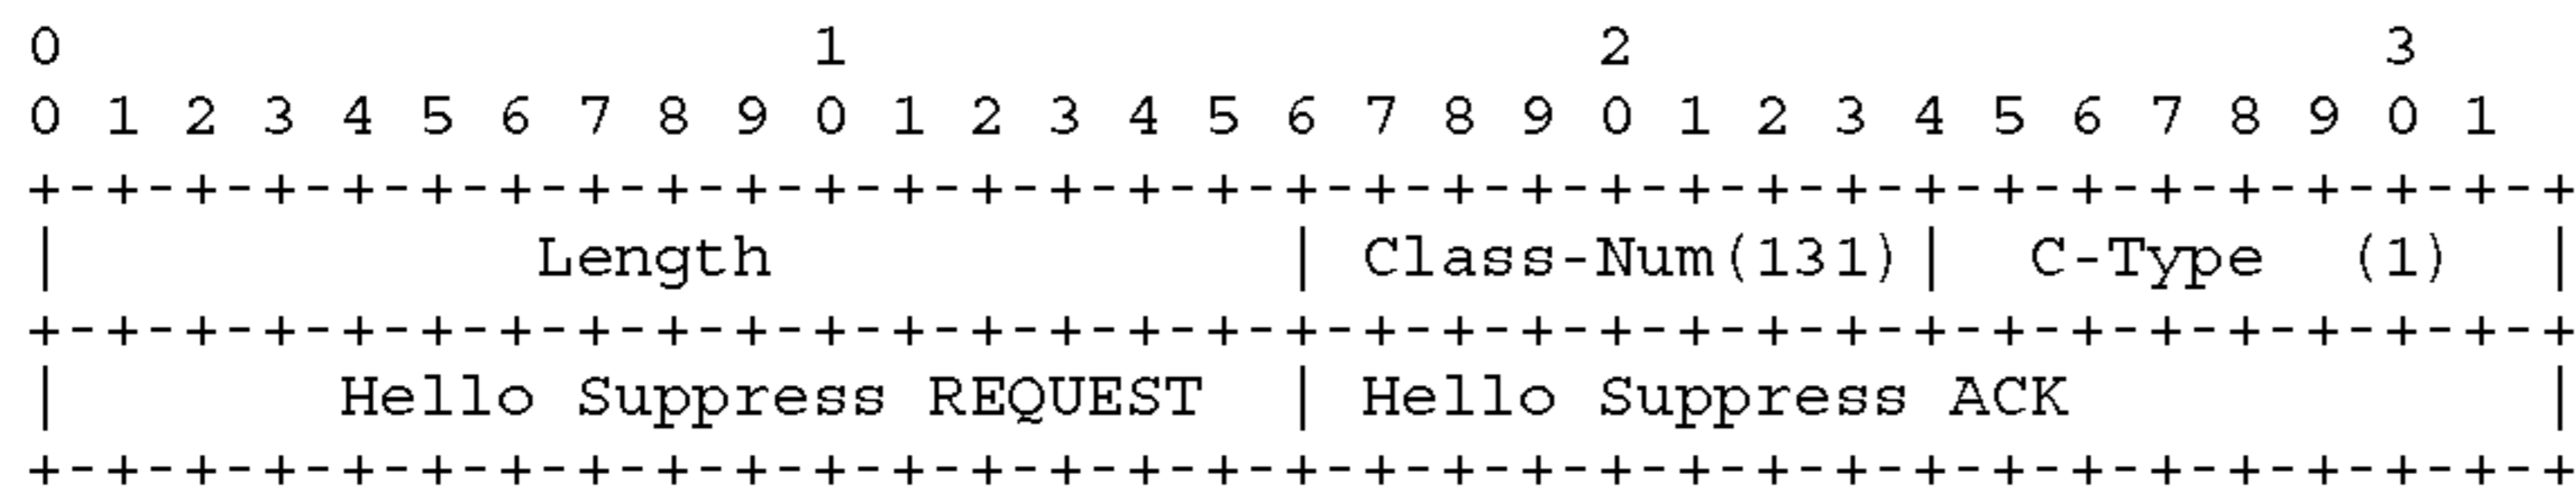 0                   1                   2                   3
0 1 2 3 4 5 6 7 8 9 0 1 2 3 4 5 6 7 8 9 0 1 2 3 4 5 6 7 8 9 0 1
+-+-+-+-+-+-+-+-+-+-+-+-+-+-+-+-+-+-+-+-+-+-+-+-+-+-+-+-+-+-+-+-+
|            Length             | Class-Num(131)|  C-Type  (1)  |
+-+-+-+-+-+-+-+-+-+-+-+-+-+-+-+-+-+-+-+-+-+-+-+-+-+-+-+-+-+-+-+-+
|       Hello Suppress REQUEST  | Hello Suppress ACK            |
+-+-+-+-+-+-+-+-+-+-+-+-+-+-+-+-+-+-+-+-+-+-+-+-+-+-+-+-+-+-+-+-+